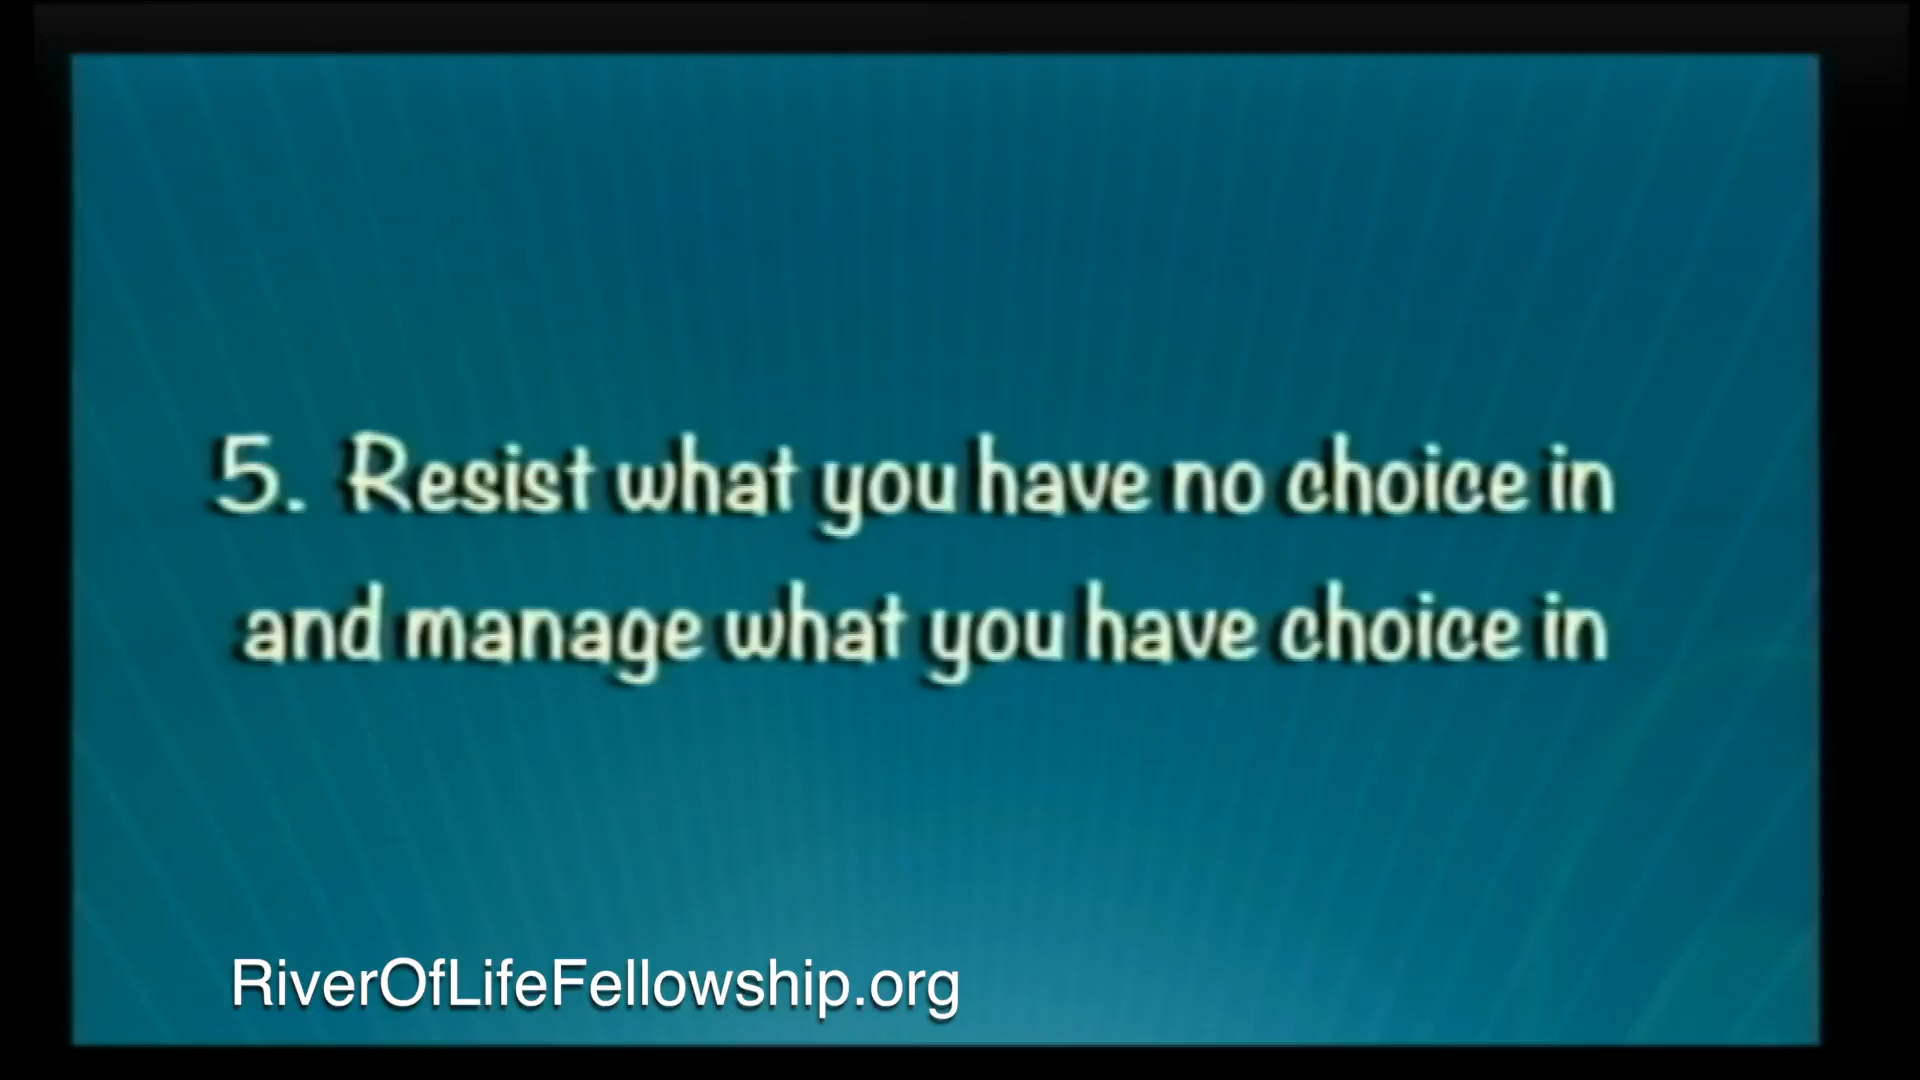 5. Resist what you have no choice in
and manage what you have choice in
RiverOfLifeFellowship.org